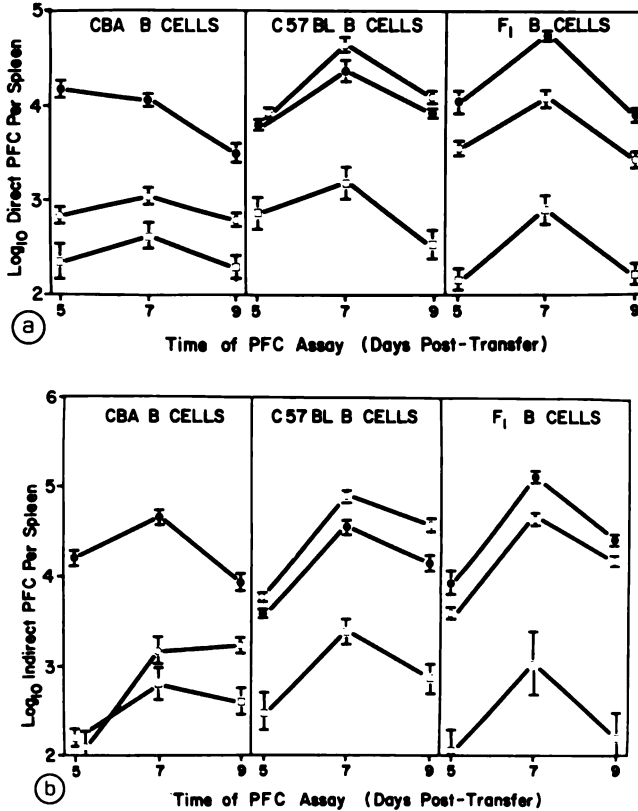 CBA B CELLS
C57BL B CELLS
F₁ B CELLS
Log₁₀ Direct PFC Per Spleen
5
4
3
2
5
7
9
5
7
9
5
7
9
a
Time of PFC Assay (Days Post-Transfer)
CBA B CELLS
C57BL B CELLS
F₁ B CELLS
Log₁₀ Indirect PFC Per Spleen
6
5
4
3
2
5
7
9
5
7
9
5
7
9
b
Time of PFC Assay (Days Post-Transfer)